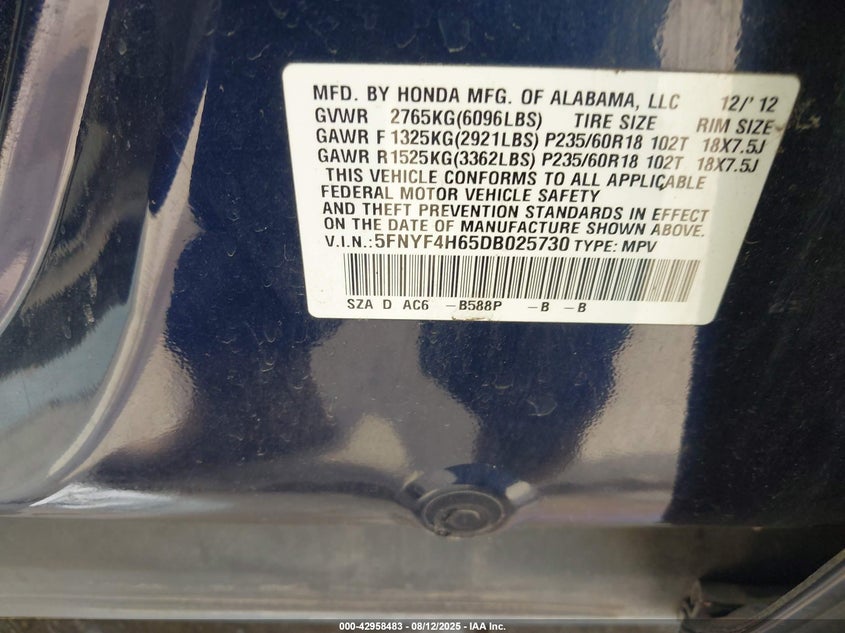 MFD. BY HONDA MFG. OF ALABAMA, LLC 12/'12
GVWR 2765KG(6096LBS) TIRE SIZE RIM SIZE
GAWR F 1325KG(2921LBS) P235/60R18 102T 18X7.5J
GAWR R 1525KG(3362LBS) P235/60R18 102T 18X7.5J
THIS VEHICLE CONFORMS TO ALL APPLICABLE
FEDERAL MOTOR VEHICLE SAFETY
AND THEFT PREVENTION STANDARDS IN EFFECT
ON THE DATE OF MANUFACTURE SHOWN ABOVE.
V.I.N.:5FNYF4H65DB025730 TYPE: MPV
SZA D AC6 -B588P -B -B
000-42958483 - 08/12/2025 - IAA Inc.